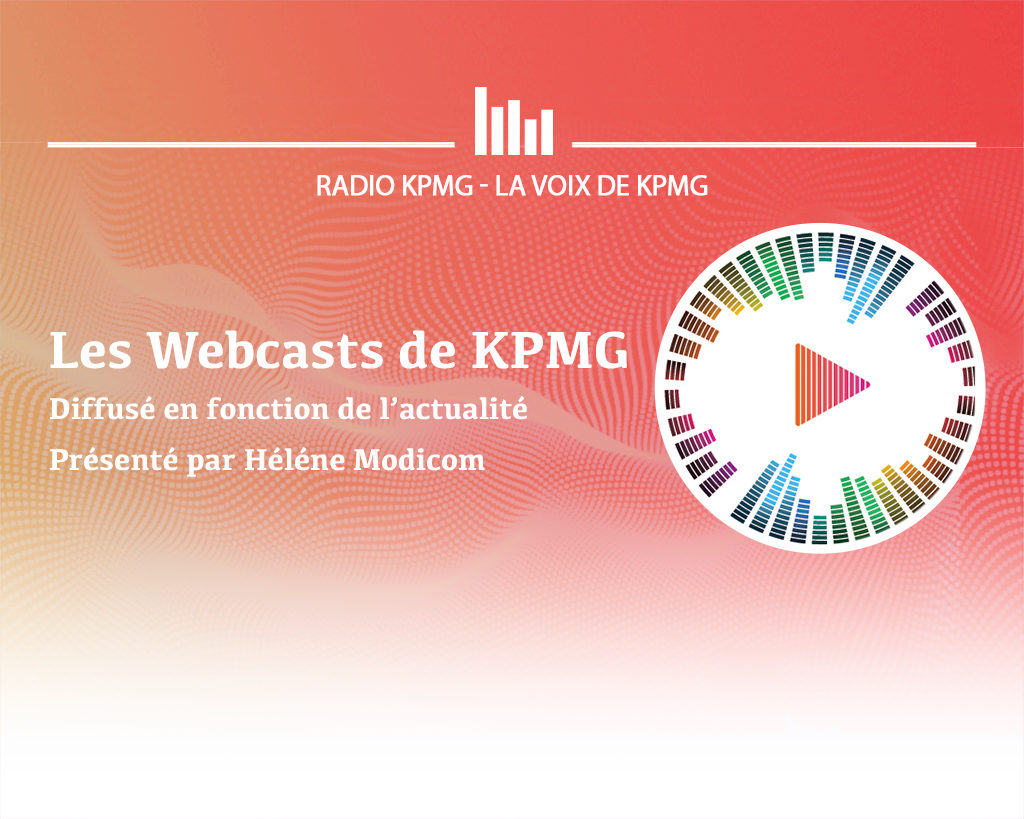 RADIO KPMG - LA VOIX DE KPMG
Les Webcasts de KPMG
Diffusé en fonction de l’actualité
Présenté par Héléne Modicom